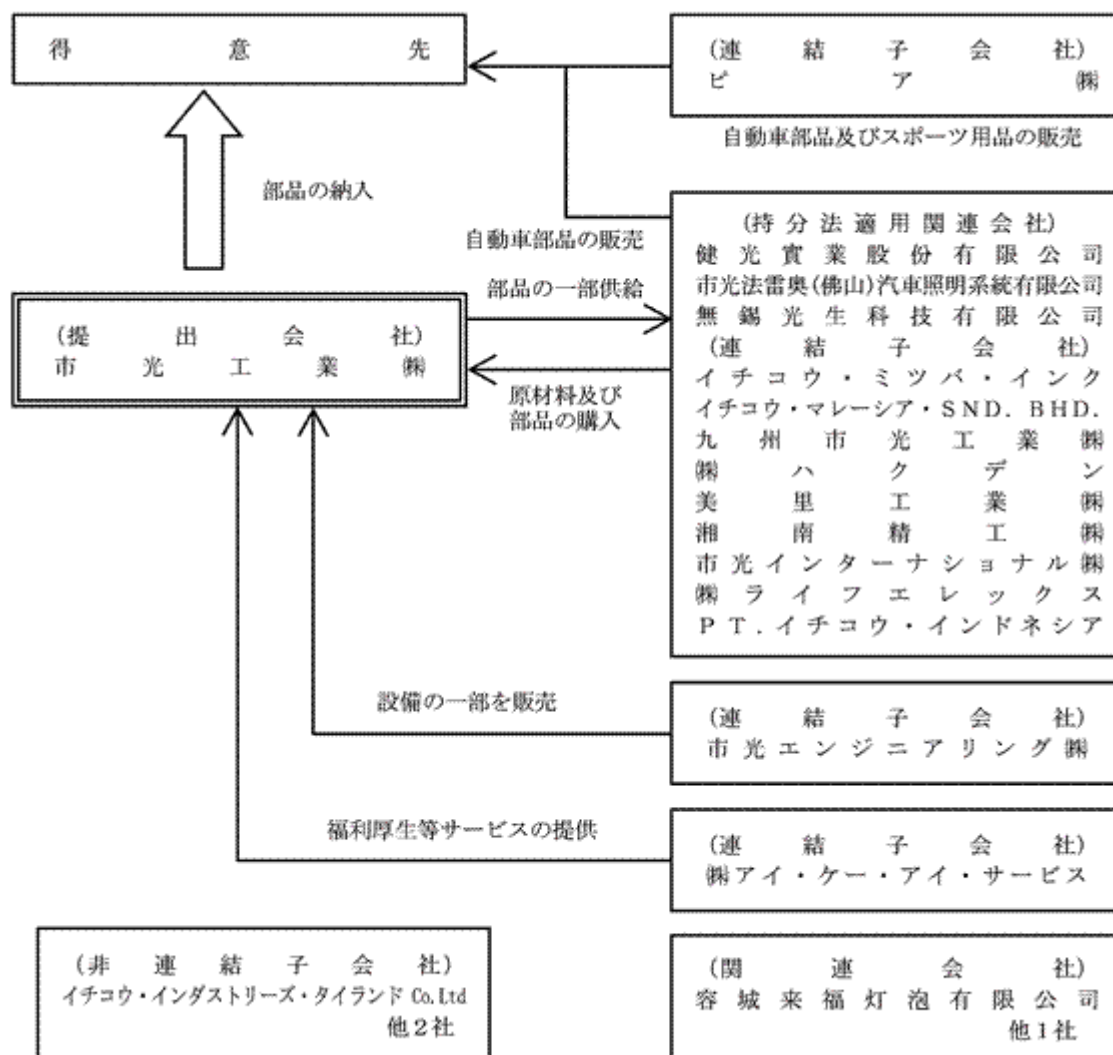 得意先
(連結子会社)
ピア㈱
自動車部品及びスポーツ用品の販売
部品の納入
自動車部品の販売
部品の一部供給
(提出会社)
市光工業㈱
原材料及び
部品の購入
(持分法適用関連会社)
健光實業股份有限公司
市光法雷奥(佛山)汽車照明系統有限公司
無錫光生科技有限公司
(連結子会社)
イチコウ・ミツバ・インク
イチコウ・マレーシア・SND. BHD.
九州市光工業㈱
㈱ハクデン
美里工業㈱
湘南精工㈱
市光インターナショナル㈱
㈱ライフエレックス
PT.イチコウ・インドネシア
設備の一部を販売
(連結子会社)
市光エンジニアリング㈱
福利厚生等サービスの提供
(連結子会社)
㈱アイ・ケー・アイ・サービス
(非連結子会社)
イチコウ・インダストリーズ・タイランド Co.Ltd
他2社
(関連会社)
容城来福灯泡有限公司
他1社